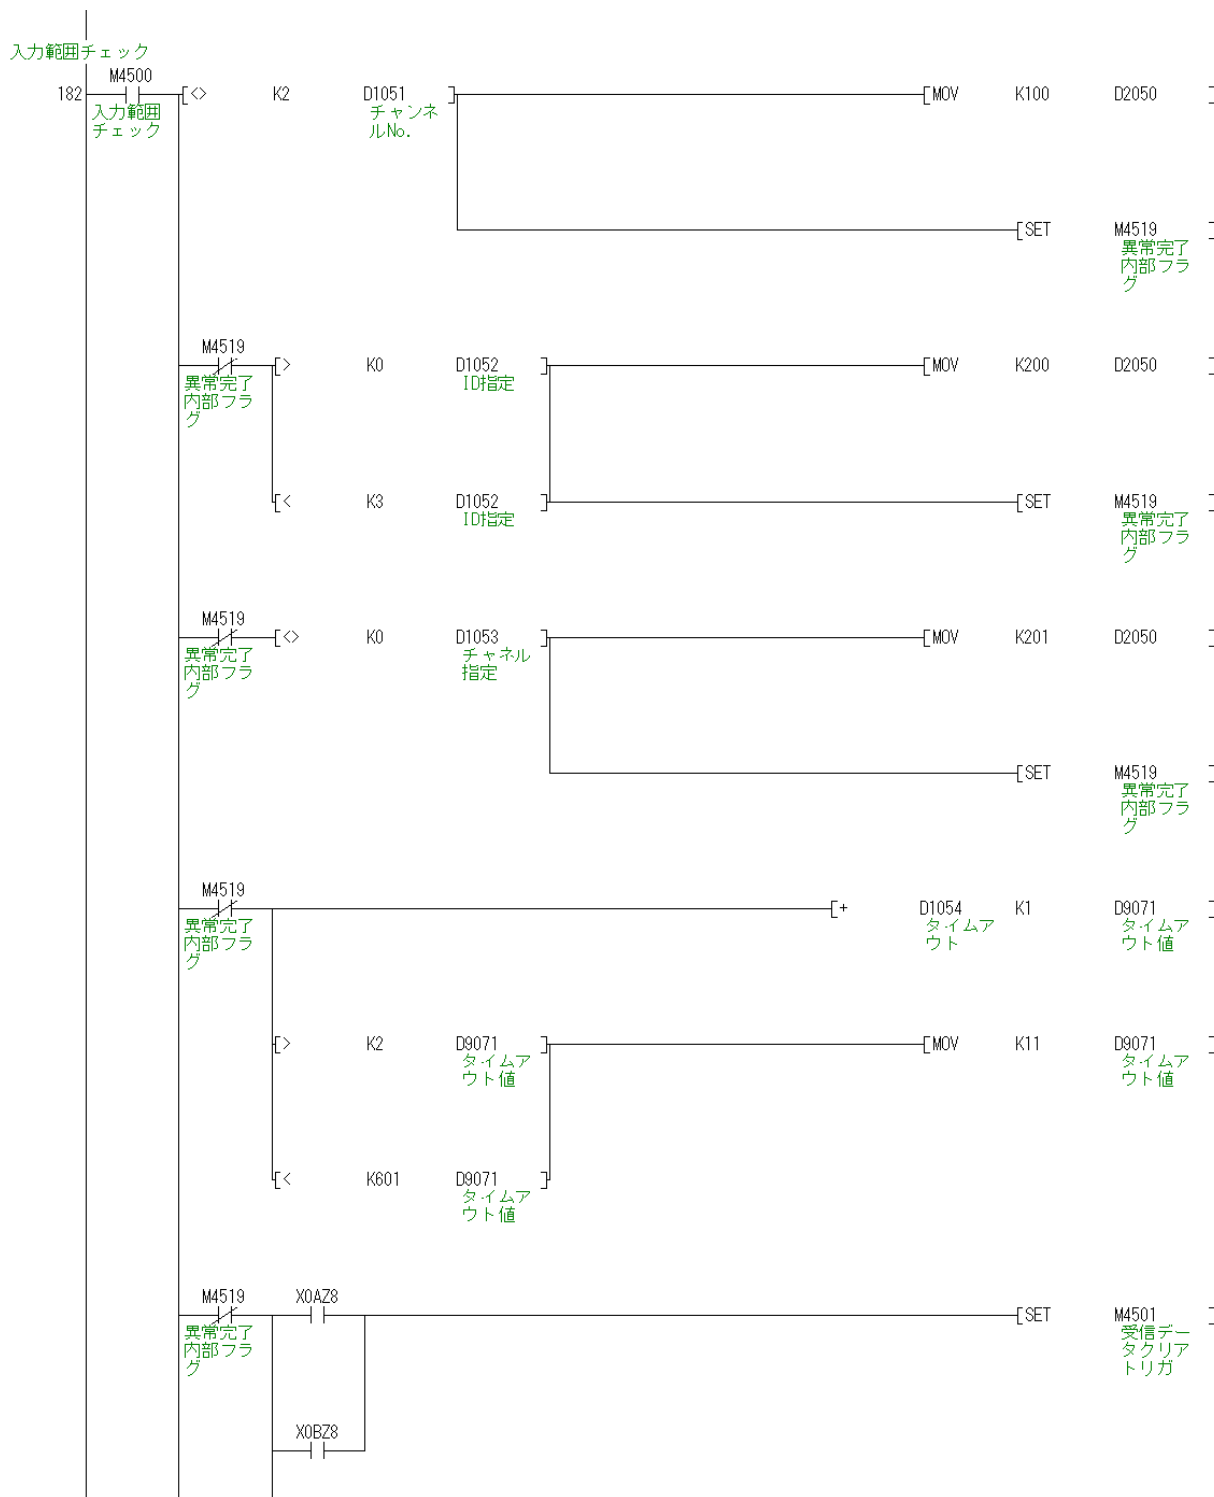 入力範囲チェック
M4500
182 [<> K2 D1051 ] [MOV K100 D2050 ]
入力範囲 チャンネ
チェック ルNo.
[SET M4519 ]
異常完了
内部フラ
グ
M4519
[> K0 D1052 ] [MOV K200 D2050 ]
異常完了 ID指定
内部フラ
グ
[< K3 D1052 ] [SET M4519 ]
ID指定 異常完了
内部フラ
グ
M4519
[<> K0 D1053 ] [MOV K201 D2050 ]
異常完了 チャネル
内部フラ 指定
グ
[SET M4519 ]
異常完了
内部フラ
グ
M4519
[+ D1054 K1 D9071 ]
異常完了 タイムア タイムア
内部フラ ウト ウト値
グ
[> K2 D9071 ] [MOV K11 D9071 ]
タイムア タイムア
ウト値 ウト値
[< K601 D9071 ]
タイムア
ウト値
M4519 X0AZ8
[SET M4501 ]
異常完了 受信デー
内部フラ タクリア
グ トリガ
X0BZ8